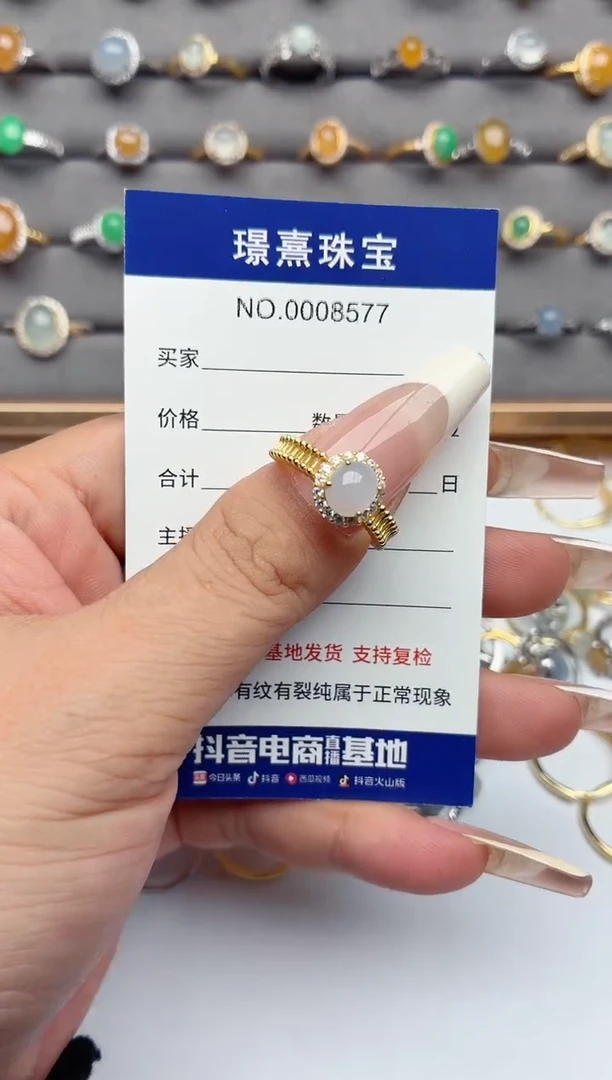 璟熹珠宝
NO.0008577
买家
价格
合计 日
主播
基地发货 支持复检
有纹有裂纯属于正常现象
抖音电商直播基地
今日头条 抖音 西瓜视频 抖音火山版